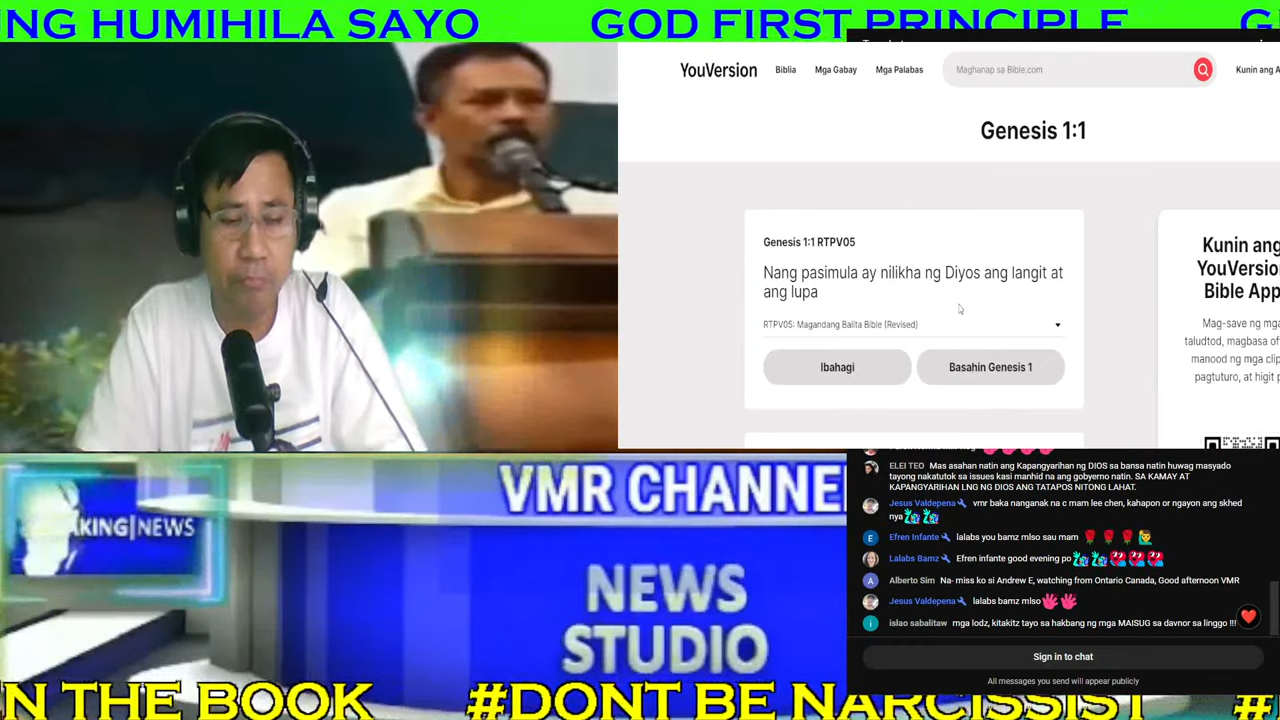 NG HUMIHILA SAYO GOD FIRST PRINCIPLE
YouVersion Biblia Mga Gabay Mga Palabas Maghanap sa Bible.com Kunin ang
Genesis 1:1
Genesis 1:1 RTPV05
Nang pasimula ay nilikha ng Diyos ang langit at
ang lupa
RTPV05: Magandang Balita Bible (Revised)
Ibahagi Basahin Genesis 1
Kunin ang
YouVersion
Bible App
Mag-save ng mga
taludtod, magbasa
manood ng mga
pagtuturo, at higit
ELEI TEO Mas asahan natin ang Kapangyarihan ng DIOS sa bansa natin huwag masyado
tayong nakatutok sa issues kasi manhid na ang gobyerno natin. SA KAMAY AT
KAPANGYARIHAN LNG NG DIOS ANG TATAPOS NITONG LAHAT.
Jesus Valdepena vmr baka nanganak na c mam lee chen, kahapon or ngayon ang skhed
nya
Efren Infante lalabs you bamz mlso sau mam
Lalabs Bamz Efren infante good evening po
Alberto Sim Na- miss ko si Andrew E, watching from Ontario Canada, Good afternoon VMR
Jesus Valdepena lalabs bamz mlso
islao sabalitaw mga lodz, kitakitz tayo sa hakbang ng mga MAISUG sa davnor sa linggo !!!
Sign in to chat
All messages you send will appear publicly
AKING|NEWS
VMR CHANNE
NEWS
STUDIO
N THE BOOK #DONT BE NARCISSIST #